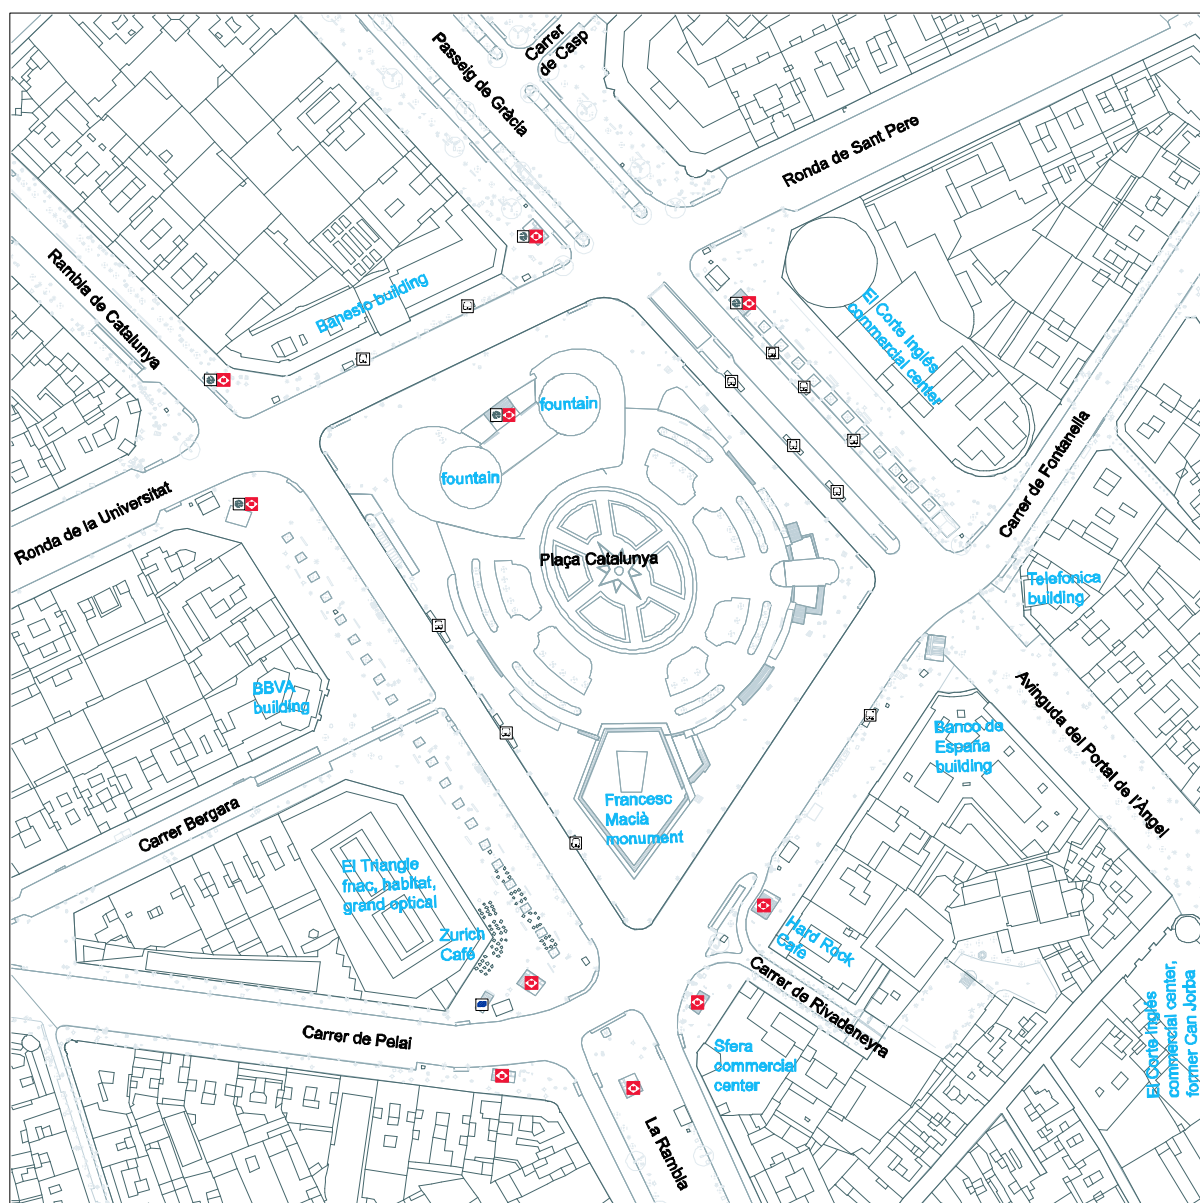 Carrer
de Casp
Passeig de Gràcia
Ronda de Sant Pere
Rambla de Catalunya
Banesto building
El Corte Inglés
commercial center
fountain
fountain
Ronda de la Universitat
Carrer de Fontanella
Plaça Catalunya
Telefonica
building
BBVA
building
Avinguda del Portal de l'Àngel
Banco de
España
building
Francesc
Macià
monument
Carrer Bergara
El Triangle
fnac, habitat,
grand optical
Zurich
Café
Hard Rock
Cafe
Carrer de Rivadeneyra
El Corte Inglés
commercial center,
former Can Jorba
Carrer de Pelai
Sfera
commercial
center
La Rambla